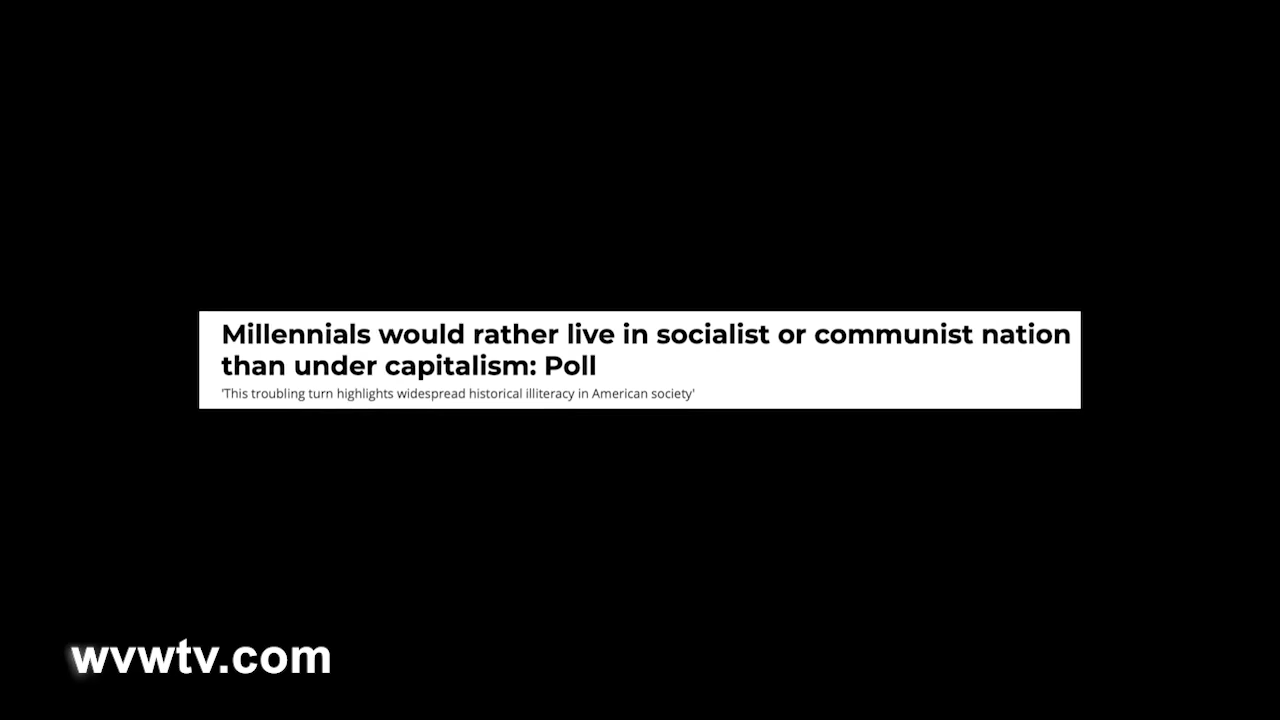 Millennials would rather live in socialist or communist nation
than under capitalism: Poll
'This troubling turn highlights widespread historical illiteracy in American society'
wvwtv.com